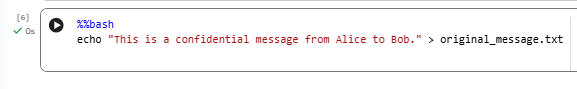 [6]
0s
%%bash
echo "This is a confidential message from Alice to Bob." > original_message.txt